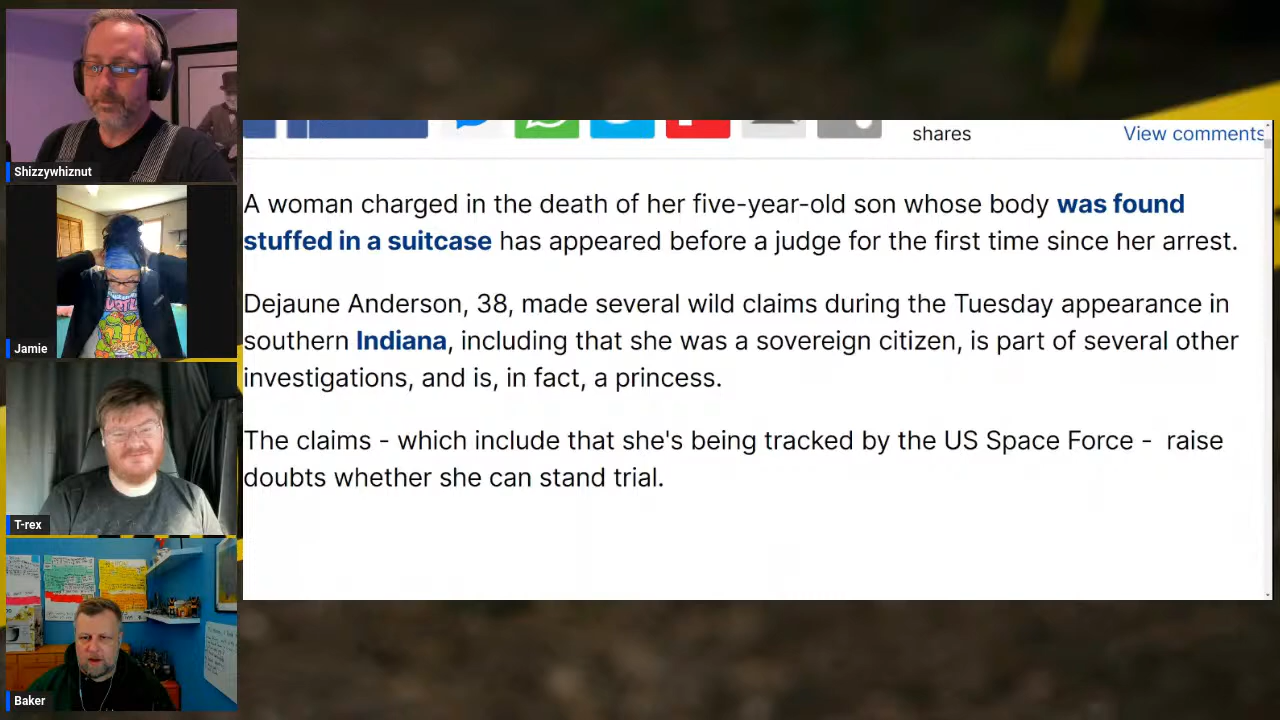 shares
View comments
A woman charged in the death of her five-year-old son whose body was found
stuffed in a suitcase has appeared before a judge for the first time since her arrest.
Dejaune Anderson, 38, made several wild claims during the Tuesday appearance in
southern Indiana, including that she was a sovereign citizen, is part of several other
investigations, and is, in fact, a princess.
The claims - which include that she's being tracked by the US Space Force - raise
doubts whether she can stand trial.
Shizzywhiznut
Jamie
T-rex
Baker